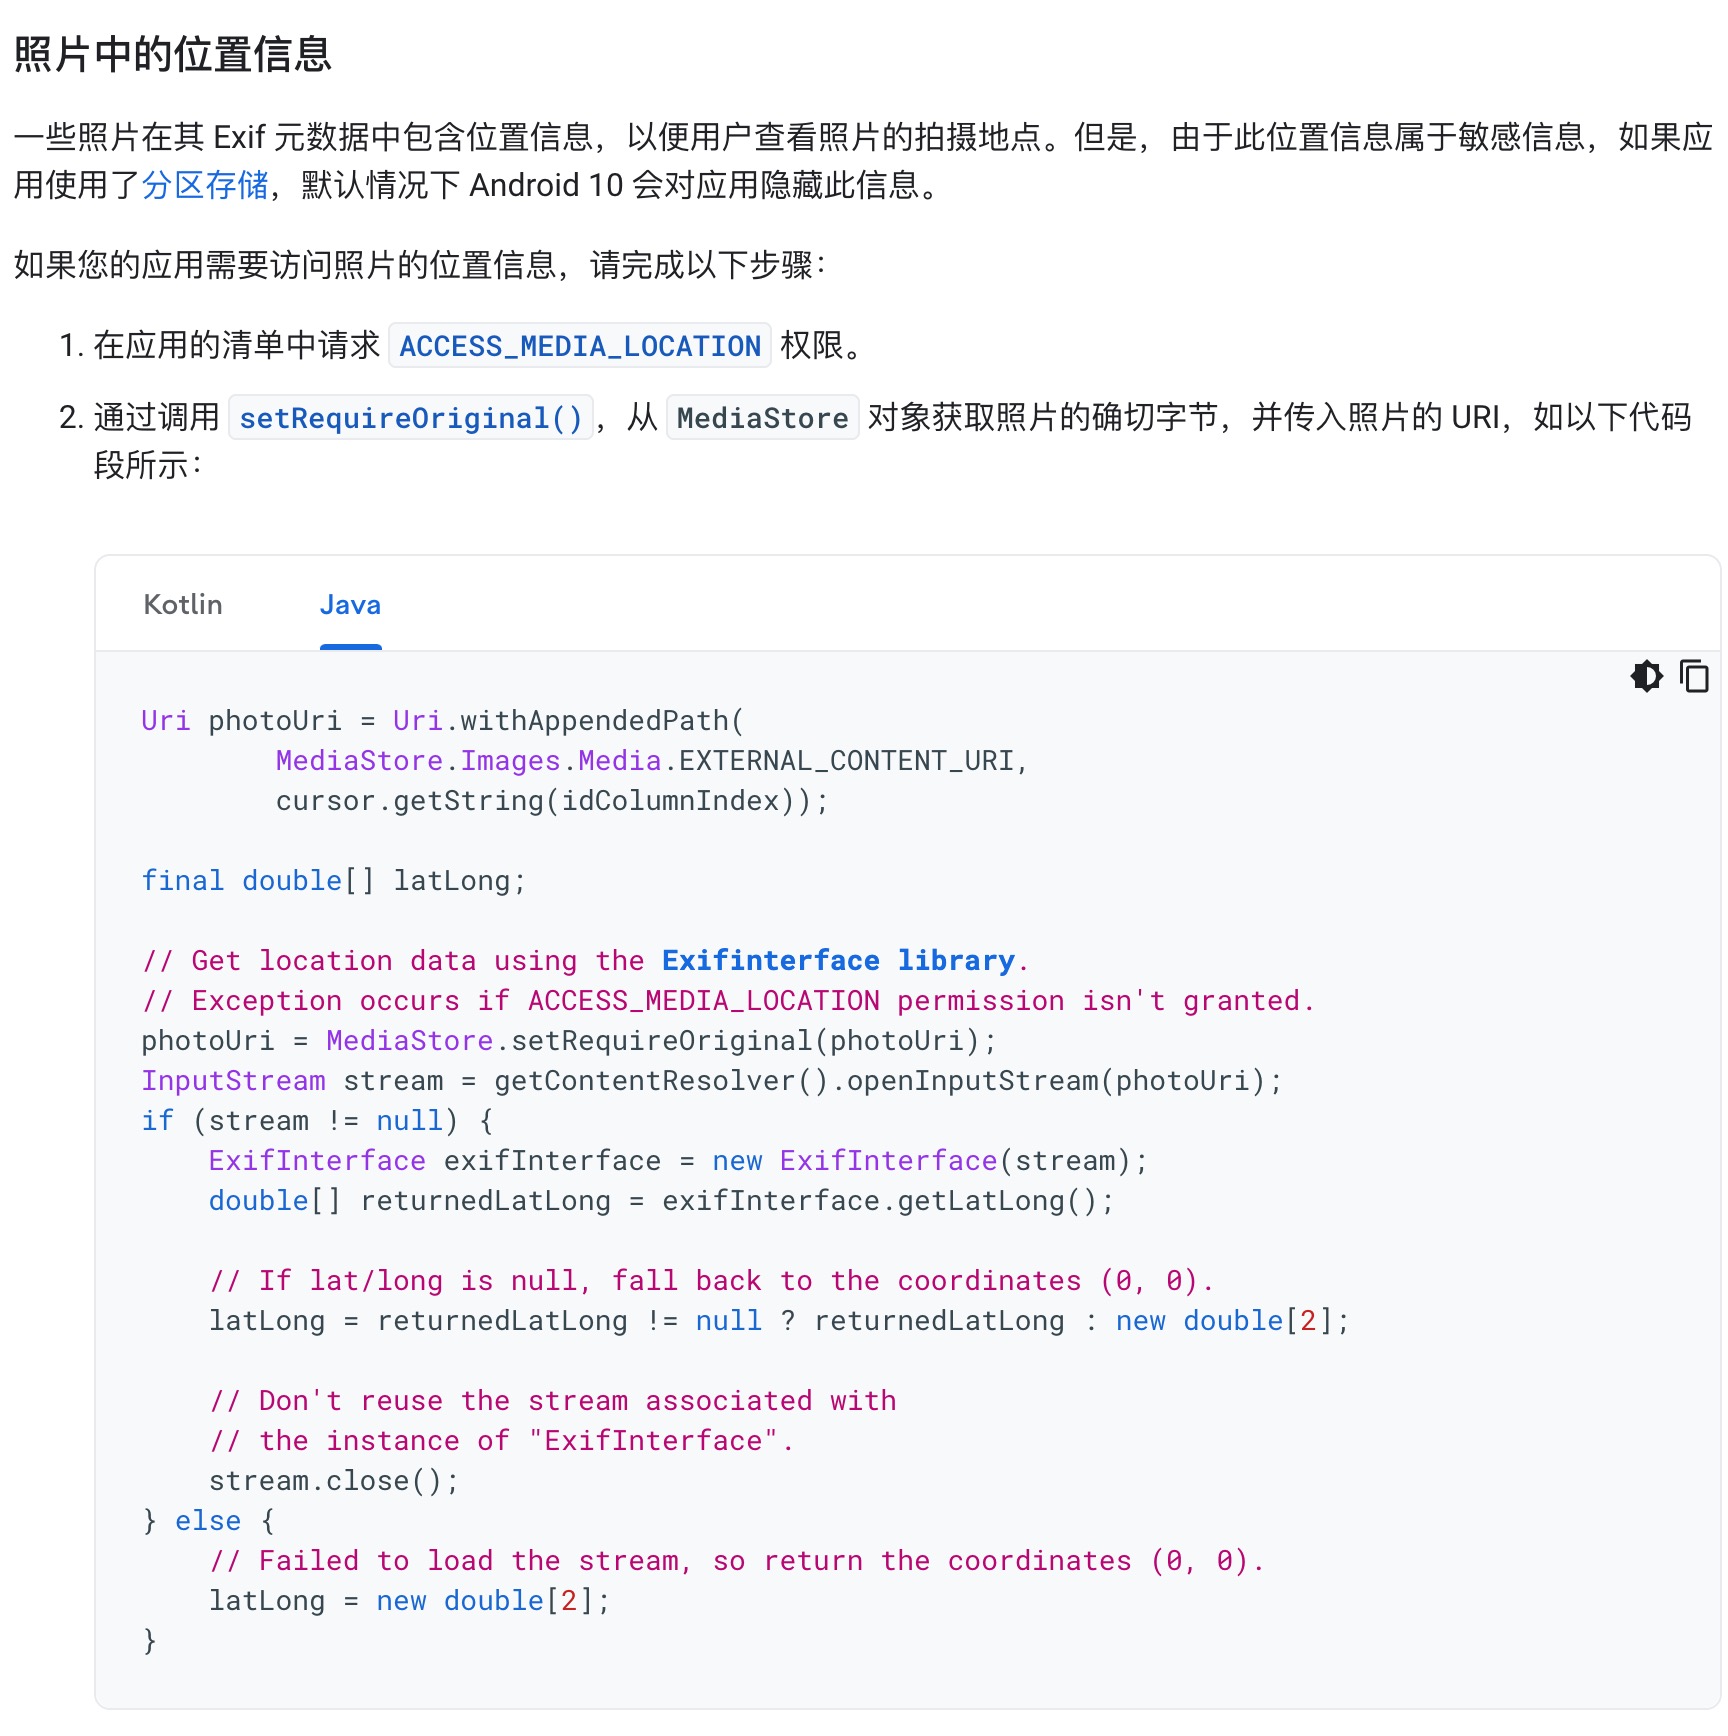 照片中的位置信息
一些照片在其 Exif 元数据中包含位置信息，以便用户查看照片的拍摄地点。但是，由于此位置信息属于敏感信息，如果应
用使用了分区存储，默认情况下 Android 10 会对应用隐藏此信息。
如果您的应用需要访问照片的位置信息，请完成以下步骤：
1. 在应用的清单中请求 ACCESS_MEDIA_LOCATION 权限。
2. 通过调用 setRequireOriginal()，从 MediaStore 对象获取照片的确切字节，并传入照片的 URI，如以下代码
段所示：
Kotlin Java
Uri photoUri = Uri.withAppendedPath(
        MediaStore.Images.Media.EXTERNAL_CONTENT_URI,
        cursor.getString(idColumnIndex));
final double[] latLong;
// Get location data using the Exifinterface library.
// Exception occurs if ACCESS_MEDIA_LOCATION permission isn't granted.
photoUri = MediaStore.setRequireOriginal(photoUri);
InputStream stream = getContentResolver().openInputStream(photoUri);
if (stream != null) {
    ExifInterface exifInterface = new ExifInterface(stream);
    double[] returnedLatLong = exifInterface.getLatLong();
    // If lat/long is null, fall back to the coordinates (0, 0).
    latLong = returnedLatLong != null ? returnedLatLong : new double[2];
    // Don't reuse the stream associated with
    // the instance of "ExifInterface".
    stream.close();
} else {
    // Failed to load the stream, so return the coordinates (0, 0).
    latLong = new double[2];
}